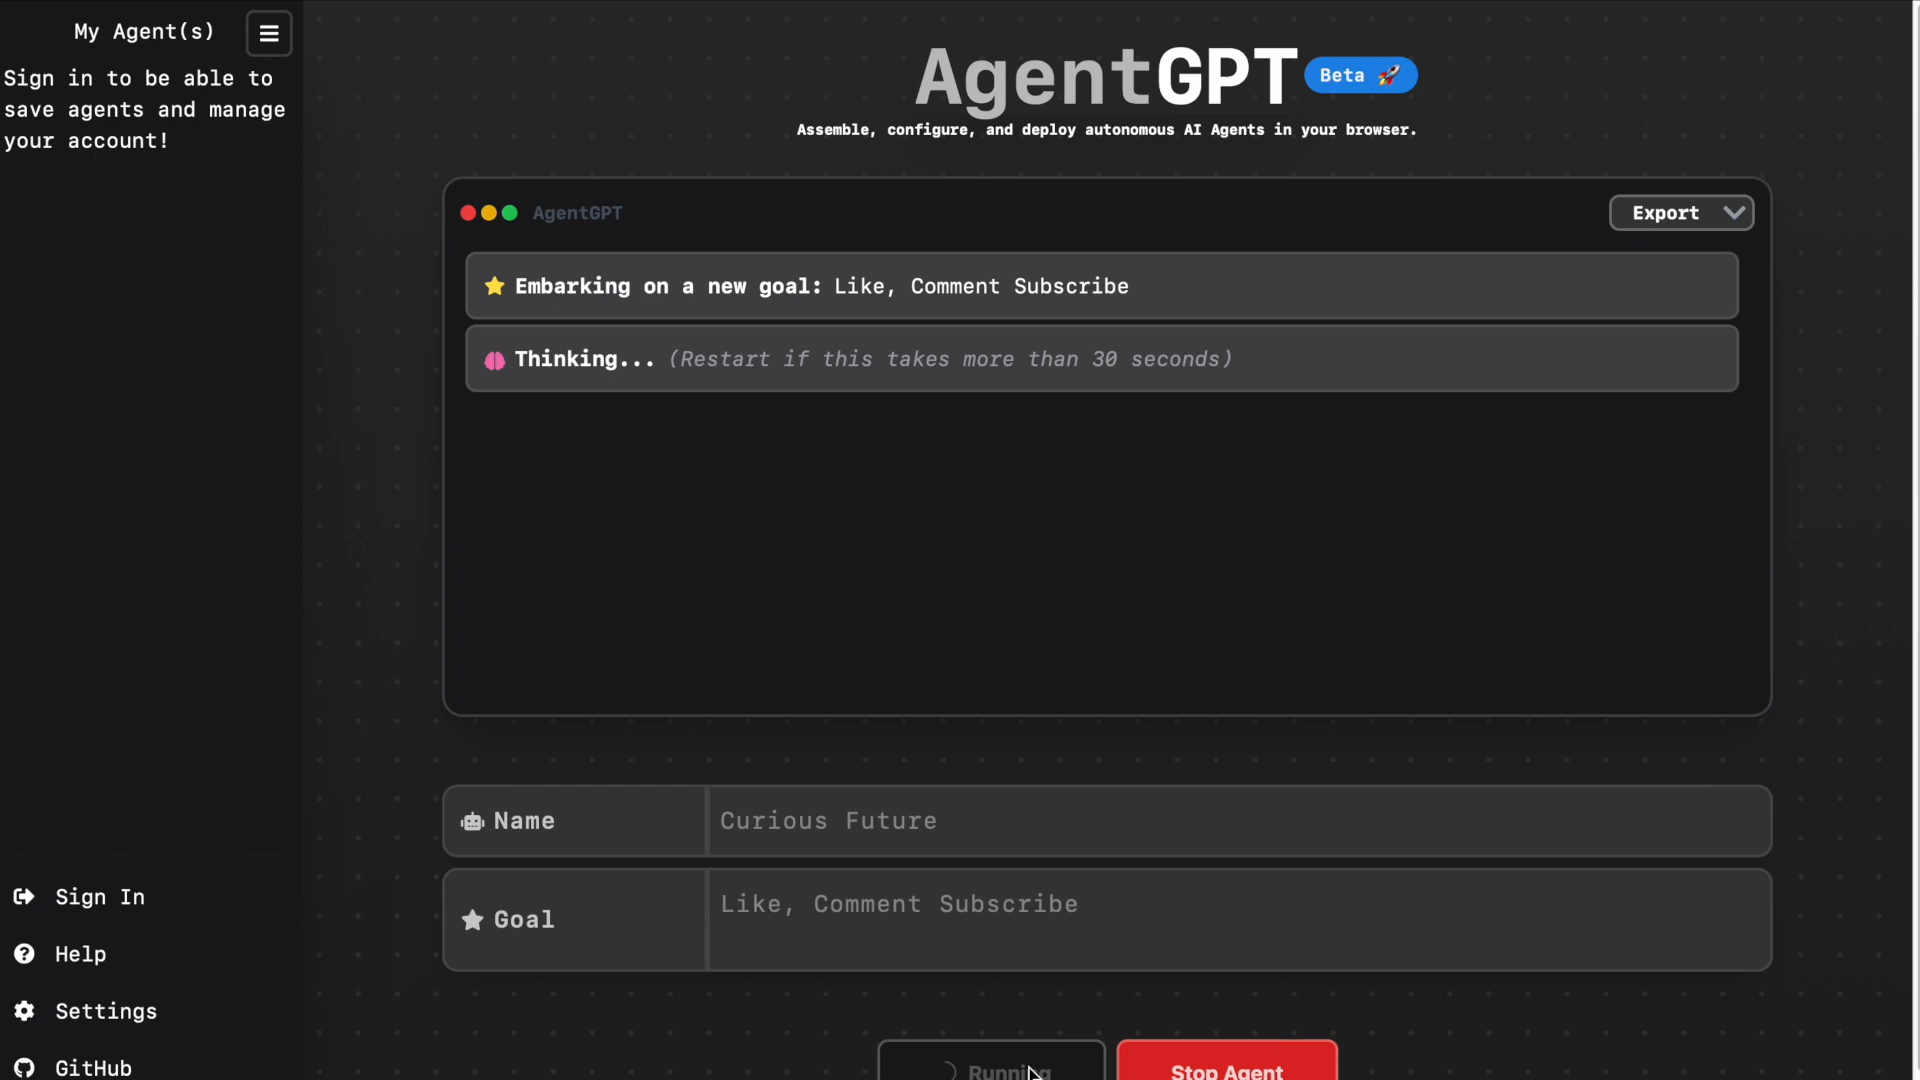 My Agent(s)
Sign in to be able to
save agents and manage
your account!
AgentGPT
Beta 🚀
Assemble, configure, and deploy autonomous AI Agents in your browser.
AgentGPT
Export
Embarking on a new goal: Like, Comment Subscribe
Thinking... (Restart if this takes more than 30 seconds)
Name
Curious Future
Goal
Like, Comment Subscribe
Sign In
Help
Settings
GitHub
Running
Stop Agent